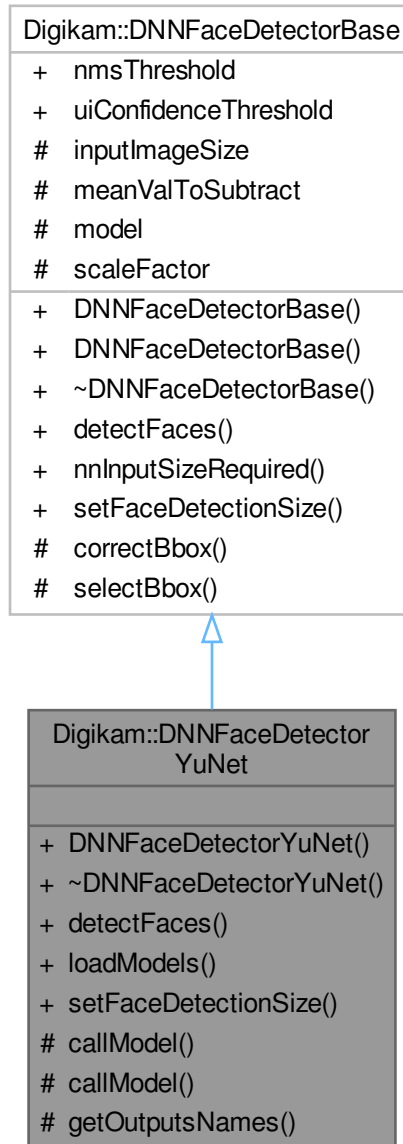 Digikam::DNNFaceDetectorBase
+ nmsThreshold
+ uiConfidenceThreshold
# inputImageSize
# meanValToSubtract
# model
# scaleFactor
+ DNNFaceDetectorBase()
+ DNNFaceDetectorBase()
+ ~DNNFaceDetectorBase()
+ detectFaces()
+ nnInputSizeRequired()
+ setFaceDetectionSize()
# correctBbox()
# selectBbox()
Digikam::DNNFaceDetector
YuNet
+ DNNFaceDetectorYuNet()
+ ~DNNFaceDetectorYuNet()
+ detectFaces()
+ loadModels()
+ setFaceDetectionSize()
# callModel()
# callModel()
# getOutputsNames()